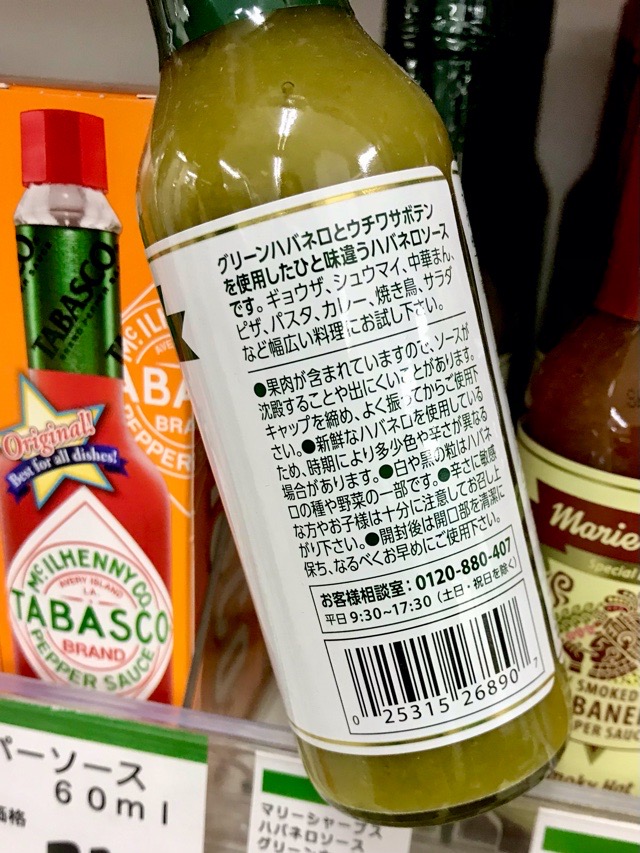 グリーンハバネロとウチワサボテン
を使用したひと味違うハバネロソース
です。ギョウザ、シュウマイ、中華まん、
ピザ、パスタ、カレー、焼き鳥、サラダ
など幅広い料理にお試し下さい。
●果肉が含まれていますので、ソースが
沈殿することや出にくいことがあります。
キャップを締め、よく振ってからご使用下
さい。●新鮮なハバネロを使用している
ため、時期により多少色や辛さが異なる
場合があります。●白や黒の粒はハバネ
ロの種や野菜の一部です。●辛さに敏感
な方やお子様は十分に注意してお召し上
がり下さい。●開封後は開口部を清潔に
保ち、なるべくお早めにご使用下さい。
お客様相談室：0120-880-407
平日9:30~17:30（土日・祝日を除く）
0 25315 26890 7
TABASCO
Original!
Best for all dishes!
McILHENNY CO.
AVERY ISLAND
LA.
TABASCO
BRAND
PEPPER SAUCE
McILH
ABA
BRA
PEPPER
Marie
Special
SMOKED
BANE
PER SAUC
Smoky Hot
パーソース
60ml
価格
マリーシャープス
ハバネロソース